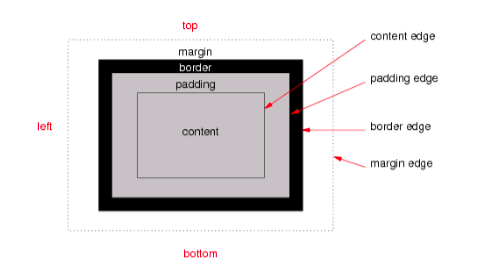 top
margin
border
padding
content
left
bottom
content edge
padding edge
border edge
margin edge